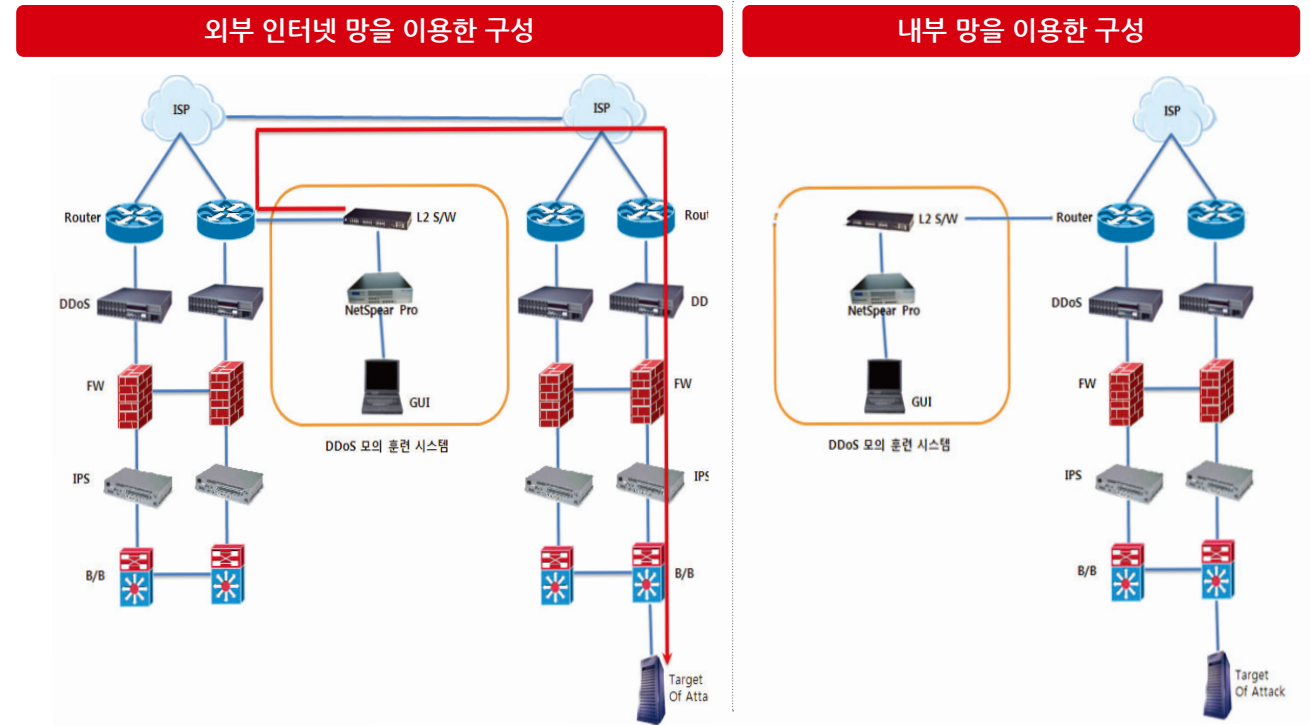 외부 인터넷 망을 이용한 구성
ISP
ISP
Router
L2 S/W
Rout
DDoS
NetSpear Pro
DD
FW
GUI
FW
DDoS 모의 훈련 시스템
IPS
IPS
B/B
B/B
Target
Of Atta
내부 망을 이용한 구성
ISP
L2 S/W
Router
NetSpear Pro
DDoS
GUI
FW
DDoS 모의 훈련 시스템
IPS
B/B
Target
Of Attack